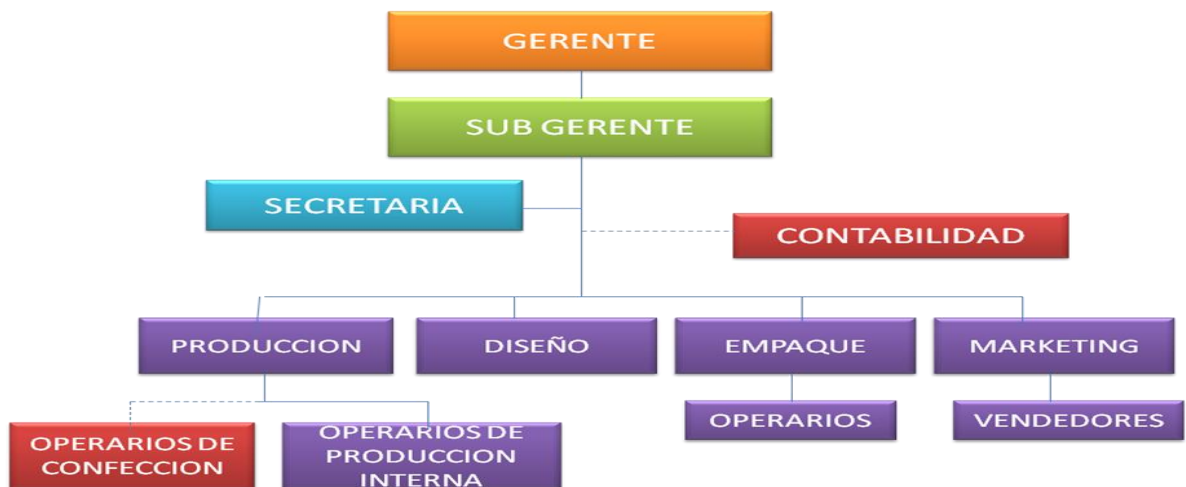 GERENTE
SUB GERENTE
SECRETARIA
CONTABILIDAD
PRODUCCION
DISEÑO
EMPAQUE
MARKETING
OPERARIOS
VENDEDORES
OPERARIOS DE
CONFECCION
OPERARIOS DE
PRODUCCION
INTERNA